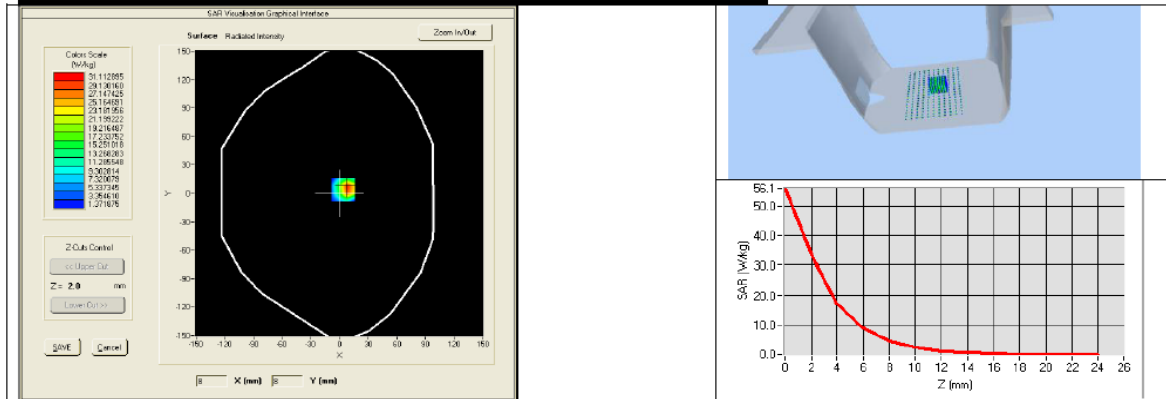 SAR Visualisation Graphical Interface
Surface Radiated Intensity
Zoom In/Out
Colors Scale
(W/kg)
31.112895
29.130160
27.147425
25.164691
23.181956
21.199222
19.216487
17.233752
15.251018
13.268283
11.285548
9.302814
7.320079
5.337345
3.354610
1.371875
Z-Cuts Control
<< Upper Cut
Z = 2.0 mm
Lower Cut >>
SAVE Cancel
150
120
90
60
30
0
-30
-60
-90
-120
-150
Y
-150 -120 -90 -60 -30 0 30 60 90 120 150
X
8 X (mm) 8 Y (mm)
56.1
50.0
40.0
30.0
20.0
10.0
0.0
SAR (W/kg)
0 2 4 6 8 10 12 14 16 18 20 22 24 26
Z (mm)